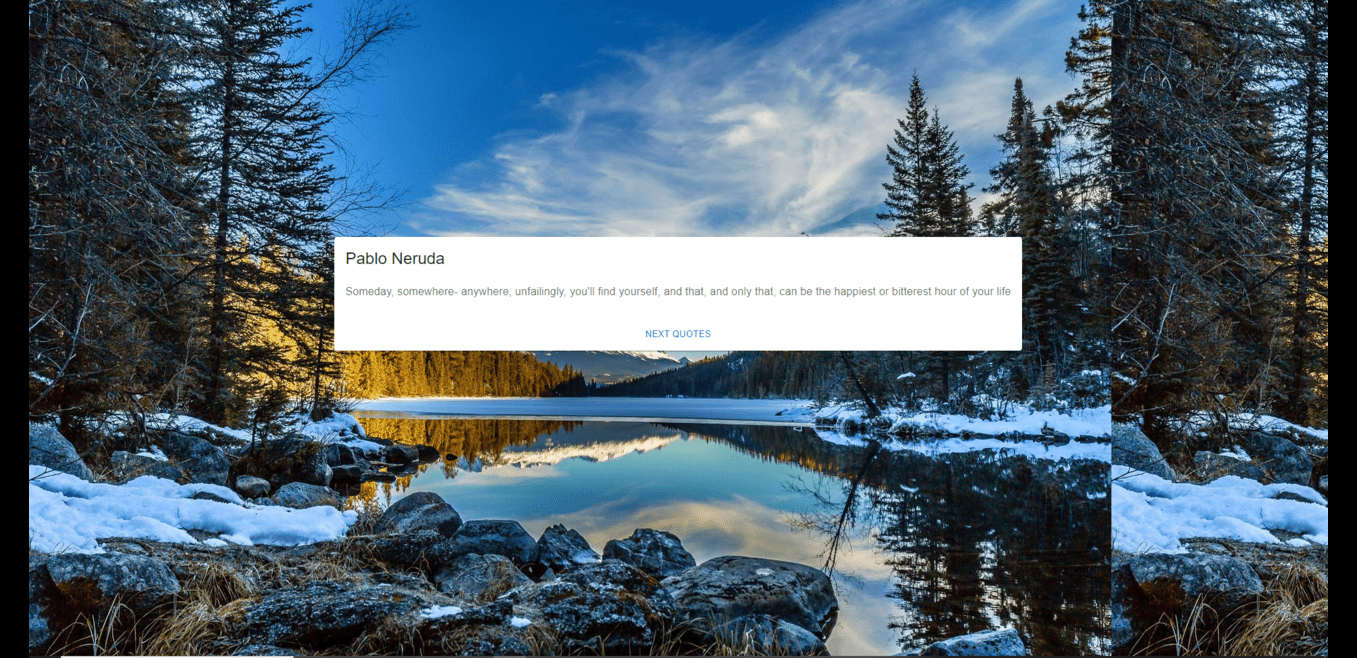 Pablo Neruda
Someday, somewhere- anywhere, unfailingly, you'll find yourself, and that, and only that, can be the happiest or bitterest hour of your life
NEXT QUOTES